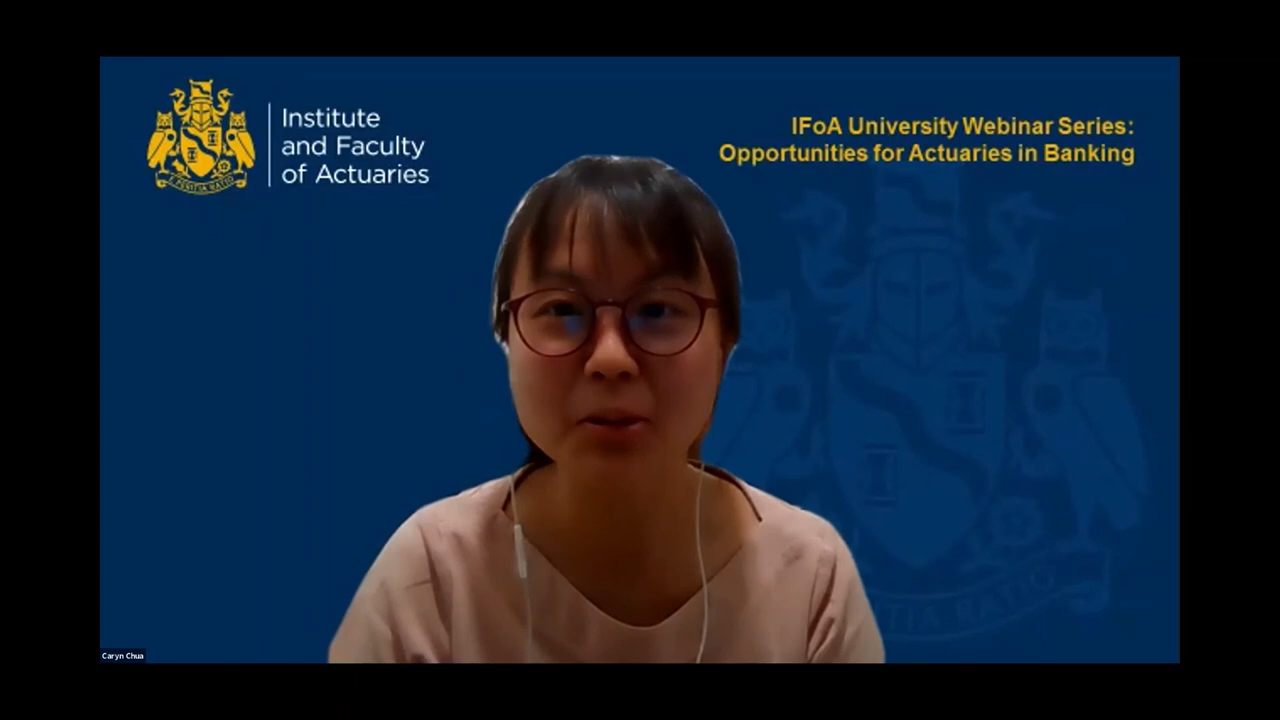 Institute
and Faculty
of Actuaries
IFoA University Webinar Series:
Opportunities for Actuaries in Banking
Caryn Chua